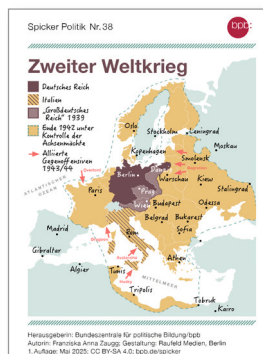 Spicker Politik Nr. 38
bpb:
Zweiter Weltkrieg
Deutsches Reich
Italien
„Großdeutsches
Reich“ 1939
Ende 1942 unter
Kontrolle der
Achsenmächte
Alliierte
Gegenoffensiven
1943/44
Oslo
Stockholm
Leningrad
Kopenhagen
Moskau
Smolensk
Berlin
Danzig
Warschau
Kiew
Stalingrad
ATLANTISCHER
OZEAN
Paris
Prag
Wien
Budapest
Odessa
Belgrad
Bukarest
Sofia
Madrid
Rom
Gibraltar
Athen
Algier
Tunis
MITTELMEER
Tripolis
Tobruk
Kairo
Herausgeberin: Bundeszentrale für politische Bildung/bpb
Autorin: Franziska Anna Zaugg; Gestaltung: Raufeld Medien, Berlin
1. Auflage: Mai 2025; CC BY-SA 4.0; bpb.de/spicker